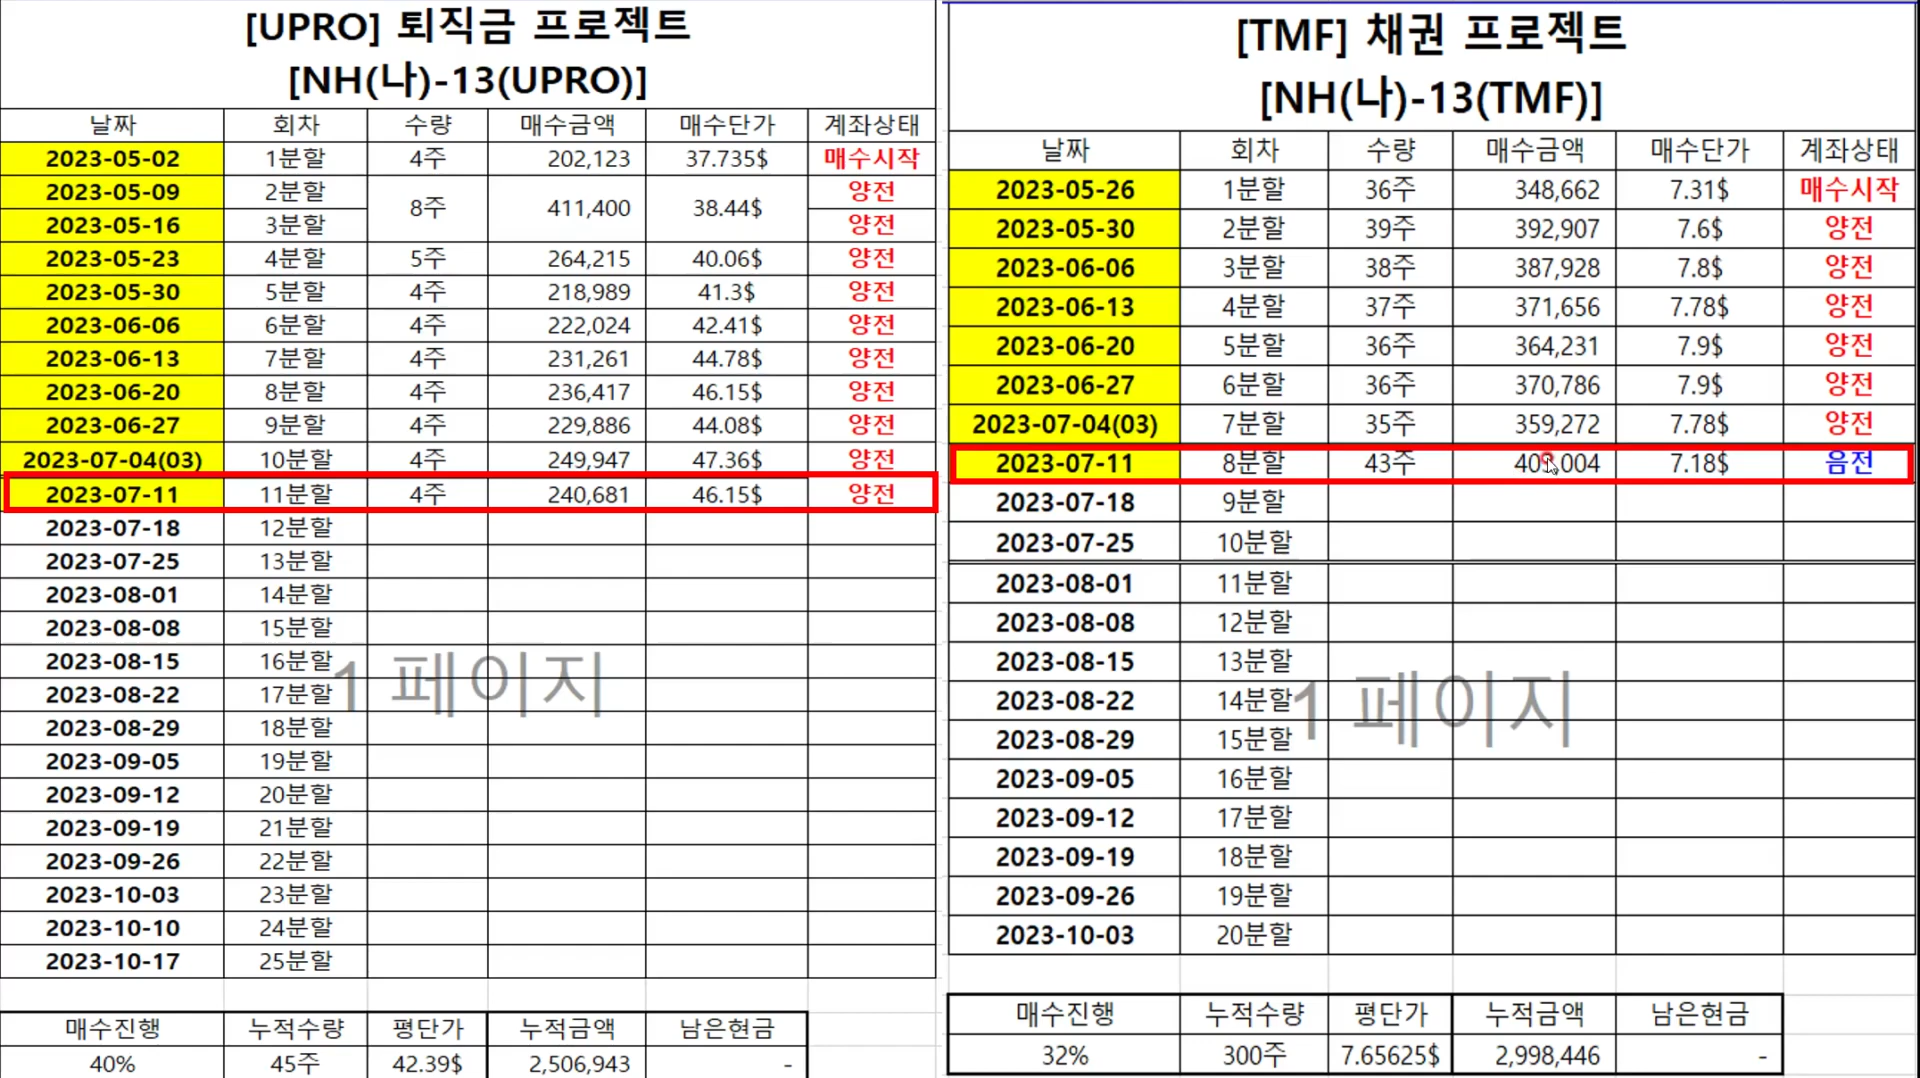 [UPRO] 퇴직금 프로젝트
[NH(나)-13(UPRO)]
날짜 회차 수량 매수금액 매수단가 계좌상태
2023-05-02 1분할 4주 202,123 37.735$ 매수시작
2023-05-09 2분할 8주 411,400 38.44$ 양전
2023-05-16 3분할 양전
2023-05-23 4분할 5주 264,215 40.06$ 양전
2023-05-30 5분할 4주 218,989 41.3$ 양전
2023-06-06 6분할 4주 222,024 42.41$ 양전
2023-06-13 7분할 4주 231,261 44.78$ 양전
2023-06-20 8분할 4주 236,417 46.15$ 양전
2023-06-27 9분할 4주 229,886 44.08$ 양전
2023-07-04(03) 10분할 4주 249,947 47.36$ 양전
2023-07-11 11분할 4주 240,681 46.15$ 양전
2023-07-18 12분할
2023-07-25 13분할
2023-08-01 14분할
2023-08-08 15분할
2023-08-15 16분할
2023-08-22 17분할
2023-08-29 18분할
2023-09-05 19분할
2023-09-12 20분할
2023-09-19 21분할
2023-09-26 22분할
2023-10-03 23분할
2023-10-10 24분할
2023-10-17 25분할
1 페이지
매수진행 누적수량 평단가 누적금액 남은현금
40% 45주 42.39$ 2,506,943 -
[TMF] 채권 프로젝트
[NH(나)-13(TMF)]
날짜 회차 수량 매수금액 매수단가 계좌상태
2023-05-26 1분할 36주 348,662 7.31$ 매수시작
2023-05-30 2분할 39주 392,907 7.6$ 양전
2023-06-06 3분할 38주 387,928 7.8$ 양전
2023-06-13 4분할 37주 371,656 7.78$ 양전
2023-06-20 5분할 36주 364,231 7.9$ 양전
2023-06-27 6분할 36주 370,786 7.9$ 양전
2023-07-04(03) 7분할 35주 359,272 7.78$ 양전
2023-07-11 8분할 43주 7.18$ 음전
2023-07-18 9분할
2023-07-25 10분할
2023-08-01 11분할
2023-08-08 12분할
2023-08-15 13분할
2023-08-22 14분할
2023-08-29 15분할
2023-09-05 16분할
2023-09-12 17분할
2023-09-19 18분할
2023-09-26 19분할
2023-10-03 20분할
1 페이지
매수진행 누적수량 평단가 누적금액 남은현금
32% 300주 7.65625$ 2,998,446 -